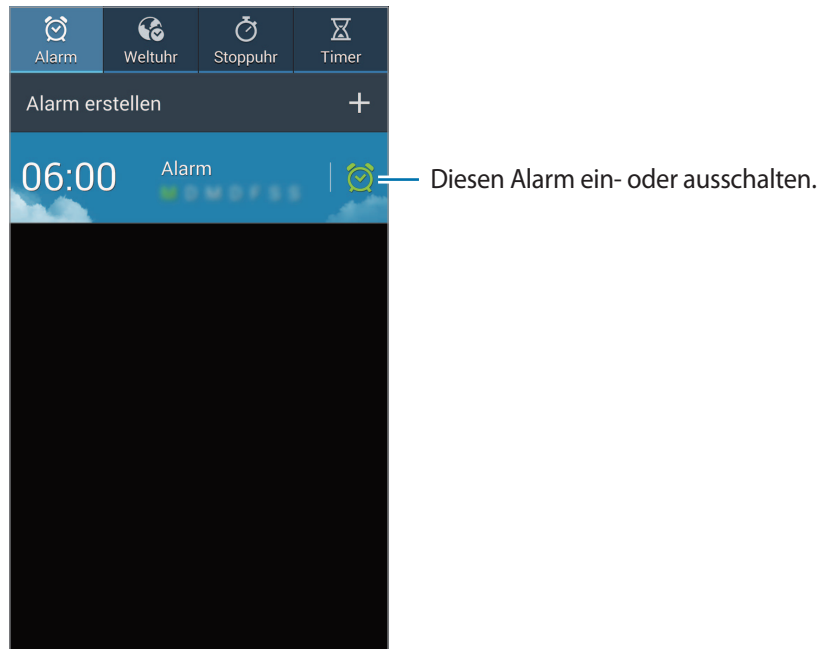 Alarm Weltuhr Stoppuhr Timer
Alarm erstellen +
06:00 Alarm
M D M D F S S
Diesen Alarm ein- oder ausschalten.